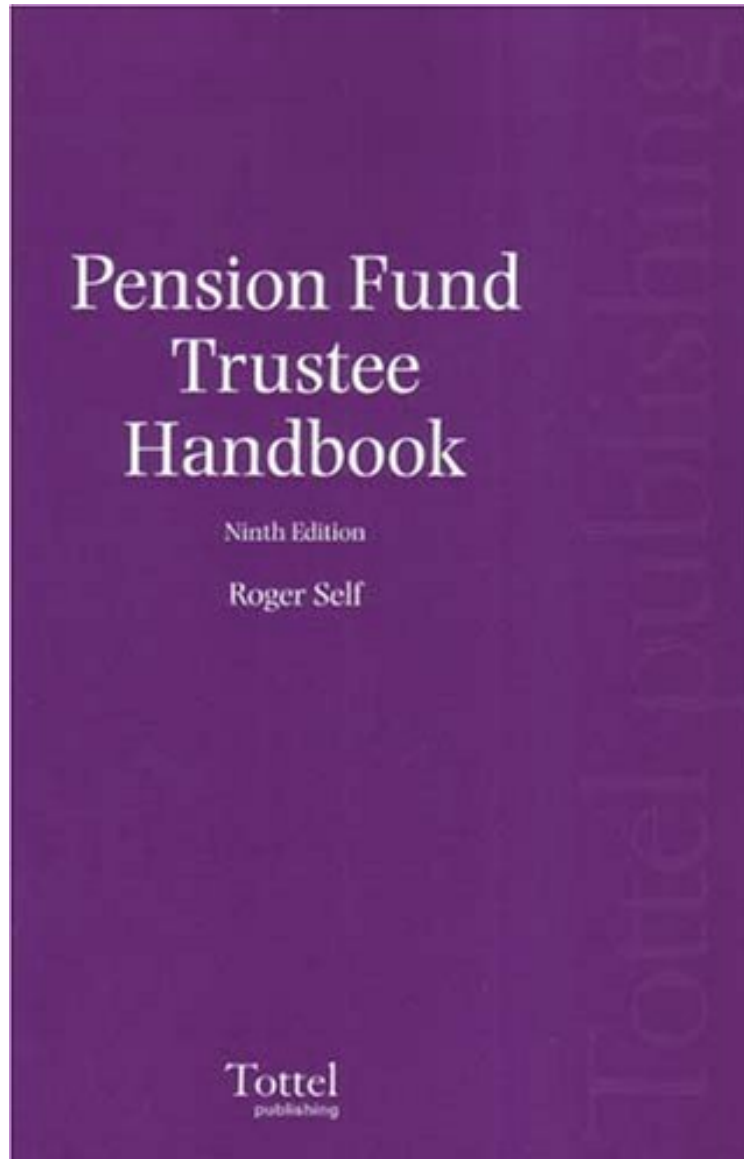 Pension Fund
Trustee
Handbook
Ninth Edition
Roger Self
Tottel
publishing
Tottel publishing